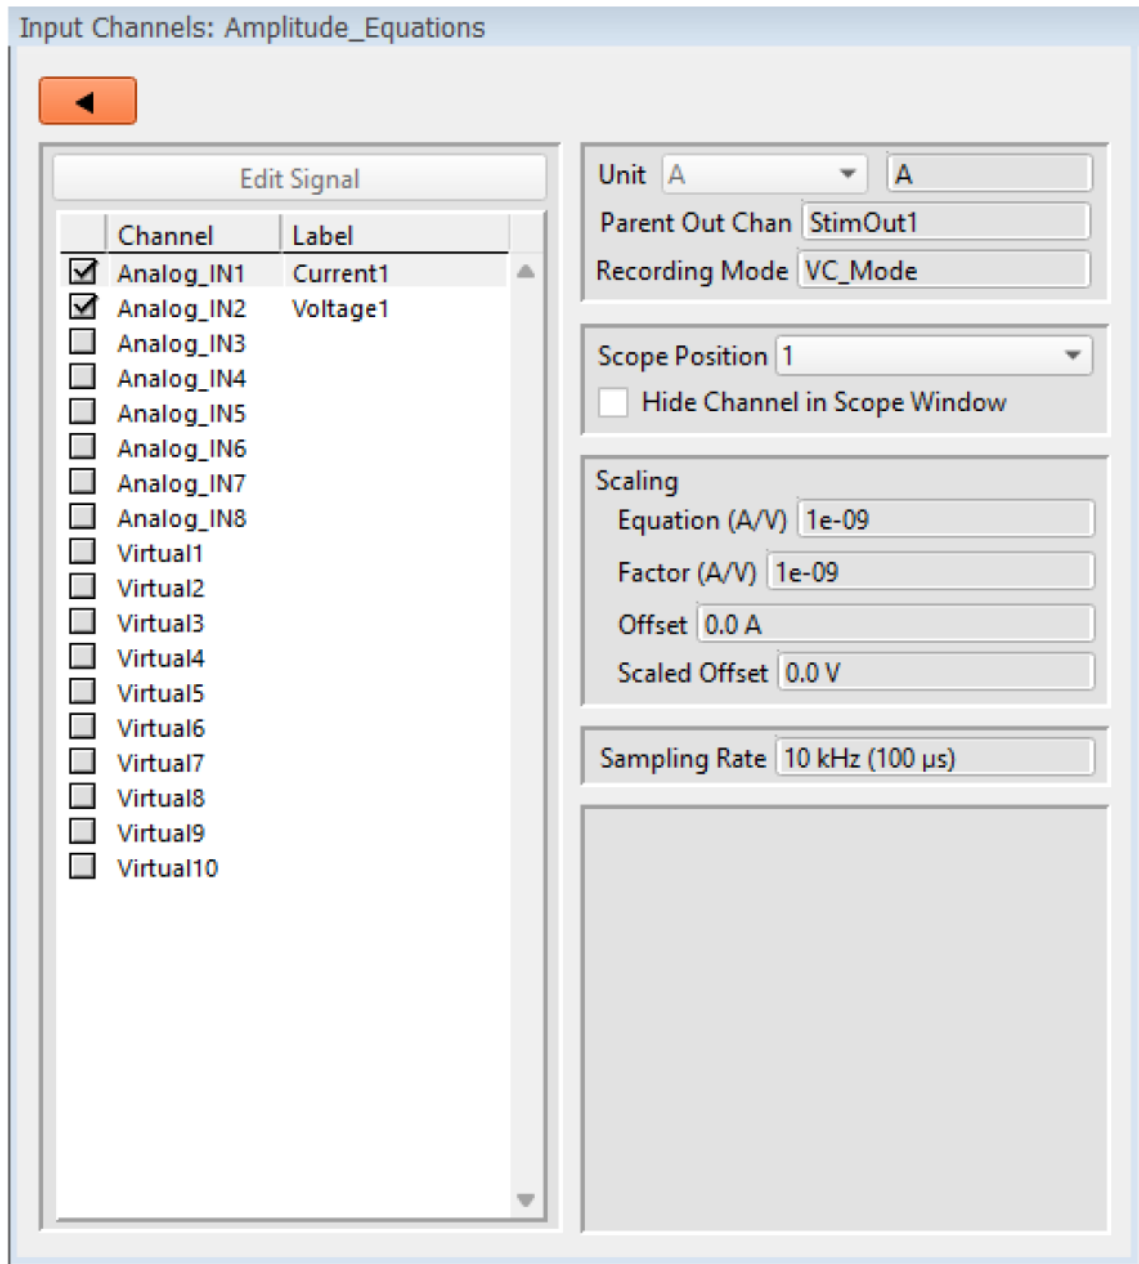 Input Channels: Amplitude_Equations
Edit Signal
Channel Label
Analog_IN1 Current1
Analog_IN2 Voltage1
Analog_IN3
Analog_IN4
Analog_IN5
Analog_IN6
Analog_IN7
Analog_IN8
Virtual1
Virtual2
Virtual3
Virtual4
Virtual5
Virtual6
Virtual7
Virtual8
Virtual9
Virtual10
Unit A A
Parent Out Chan StimOut1
Recording Mode VC_Mode
Scope Position 1
Hide Channel in Scope Window
Scaling
Equation (A/V) 1e-09
Factor (A/V) 1e-09
Offset 0.0 A
Scaled Offset 0.0 V
Sampling Rate 10 kHz (100 µs)